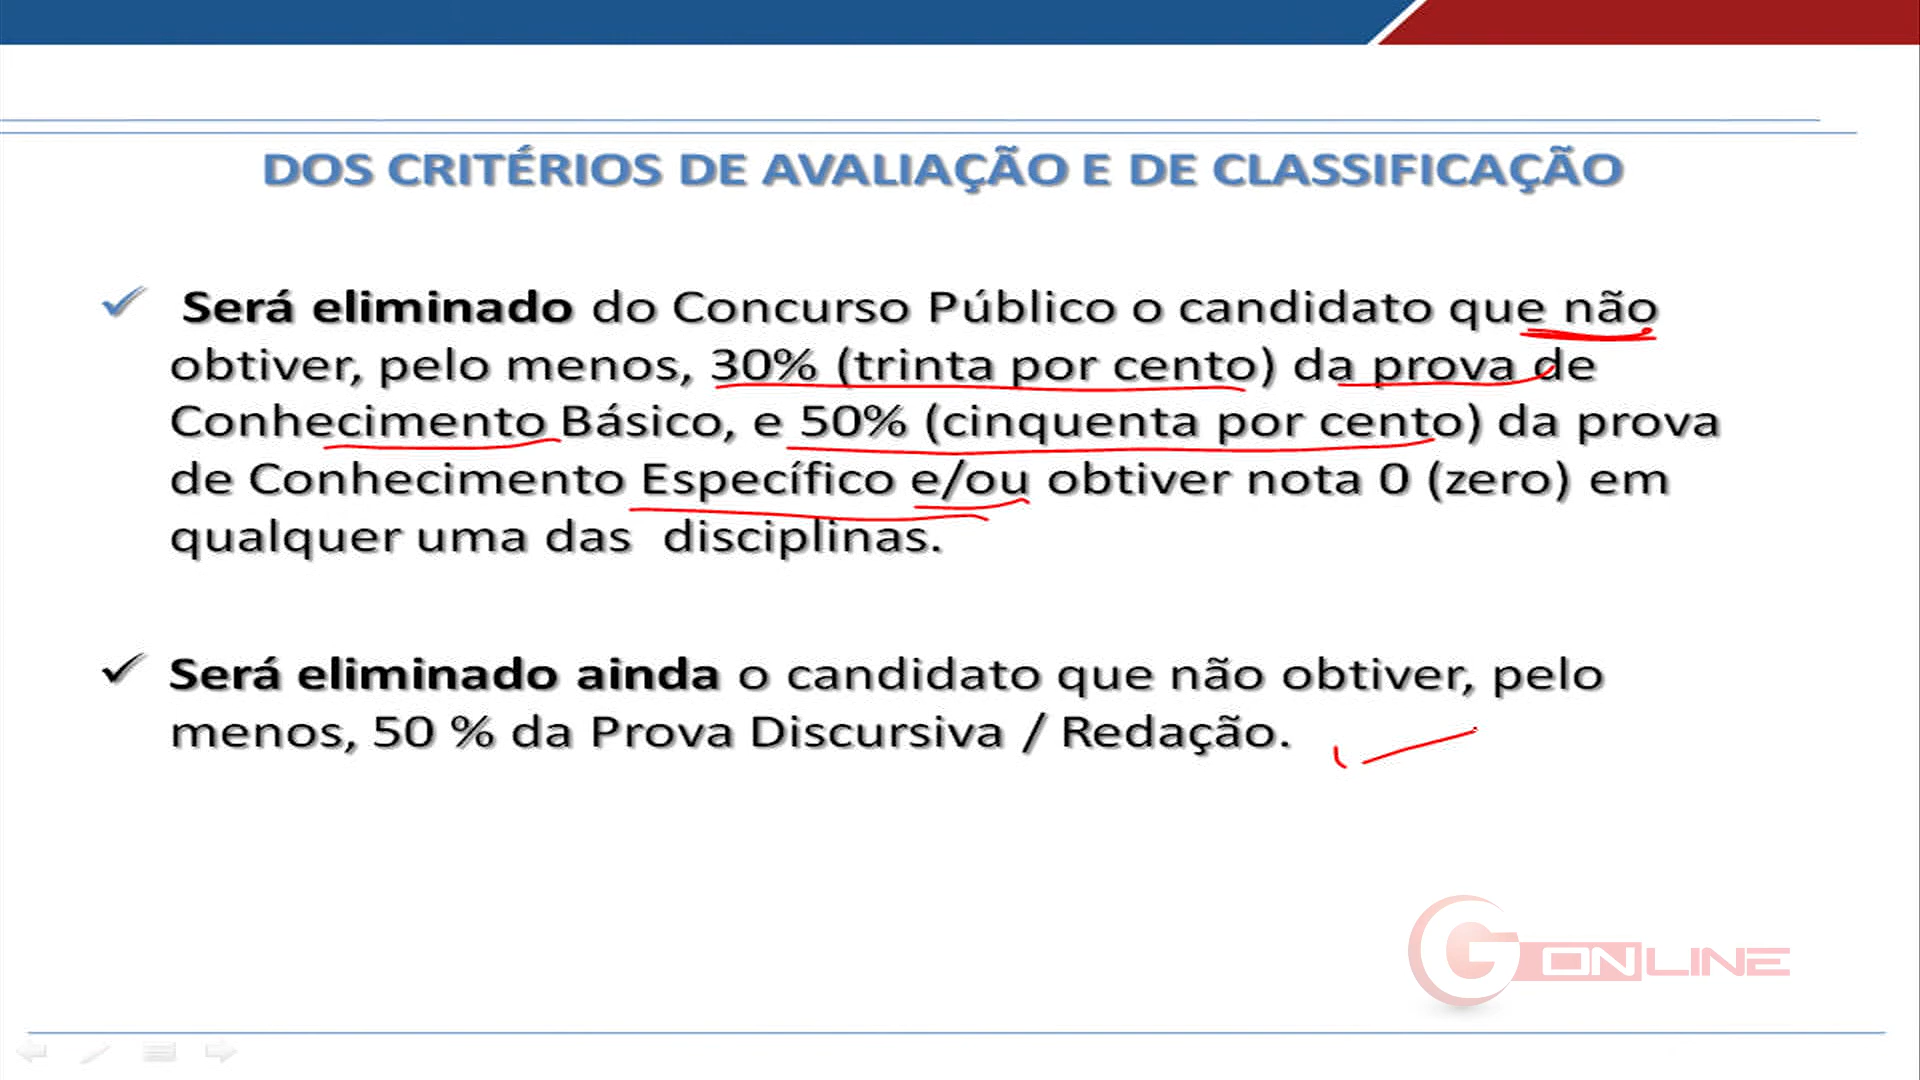 DOS CRITÉRIOS DE AVALIAÇÃO E DE CLASSIFICAÇÃO
Será eliminado do Concurso Público o candidato que não
obtiver, pelo menos, 30% (trinta por cento) da prova de
Conhecimento Básico, e 50% (cinquenta por cento) da prova
de Conhecimento Específico e/ou obtiver nota 0 (zero) em
qualquer uma das  disciplinas.
Será eliminado ainda o candidato que não obtiver, pelo
menos, 50 % da Prova Discursiva / Redação.
G ONLINE